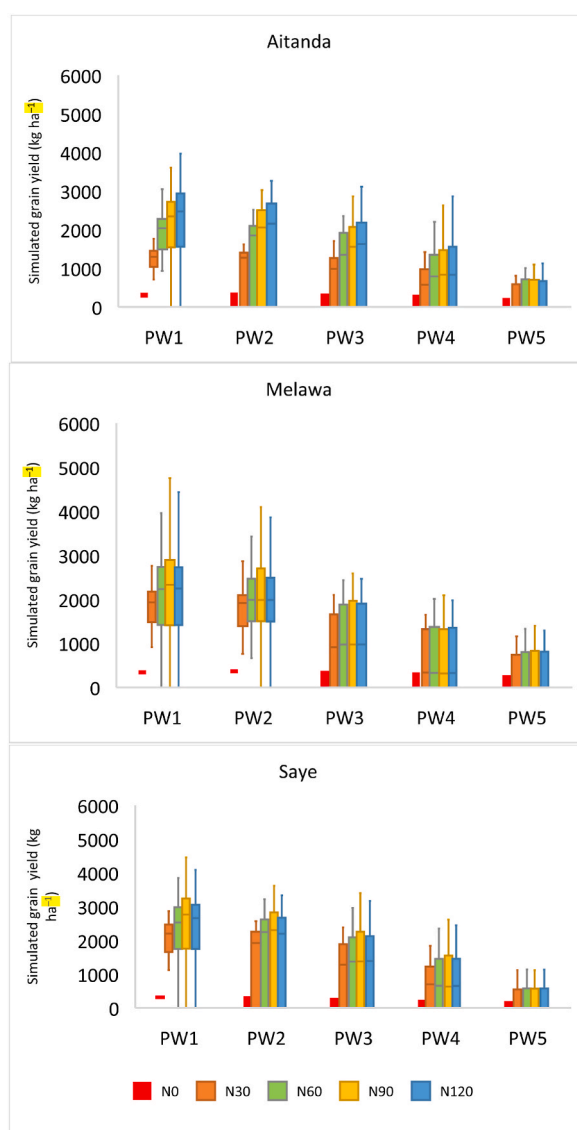 Aitanda
Simulated grain yield (kg ha⁻¹)
6000
5000
4000
3000
2000
1000
0
PW1 PW2 PW3 PW4 PW5
Melawa
Simulated grain yield (kg ha⁻¹)
6000
5000
4000
3000
2000
1000
0
PW1 PW2 PW3 PW4 PW5
Saye
Simulated grain yield (kg
ha⁻¹)
6000
5000
4000
3000
2000
1000
0
PW1 PW2 PW3 PW4 PW5
N0 N30 N60 N90 N120